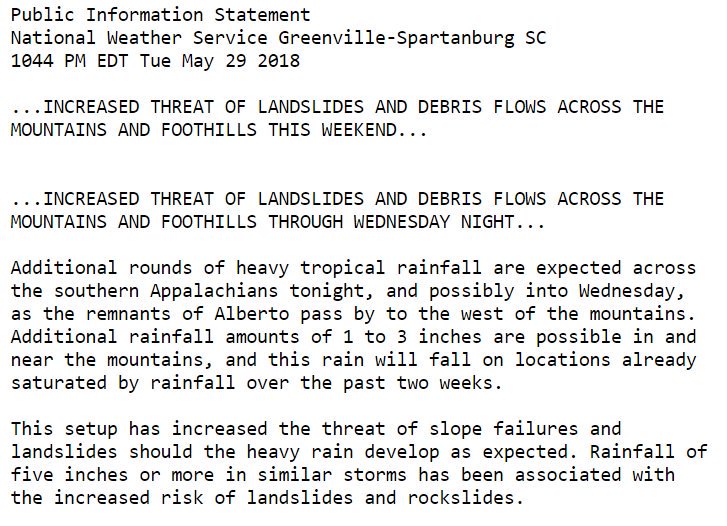 Public Information Statement
National Weather Service Greenville-Spartanburg SC
1044 PM EDT Tue May 29 2018
...INCREASED THREAT OF LANDSLIDES AND DEBRIS FLOWS ACROSS THE
MOUNTAINS AND FOOTHILLS THIS WEEKEND...
...INCREASED THREAT OF LANDSLIDES AND DEBRIS FLOWS ACROSS THE
MOUNTAINS AND FOOTHILLS THROUGH WEDNESDAY NIGHT...
Additional rounds of heavy tropical rainfall are expected across
the southern Appalachians tonight, and possibly into Wednesday,
as the remnants of Alberto pass by to the west of the mountains.
Additional rainfall amounts of 1 to 3 inches are possible in and
near the mountains, and this rain will fall on locations already
saturated by rainfall over the past two weeks.
This setup has increased the threat of slope failures and
landslides should the heavy rain develop as expected. Rainfall of
five inches or more in similar storms has been associated with
the increased risk of landslides and rockslides.